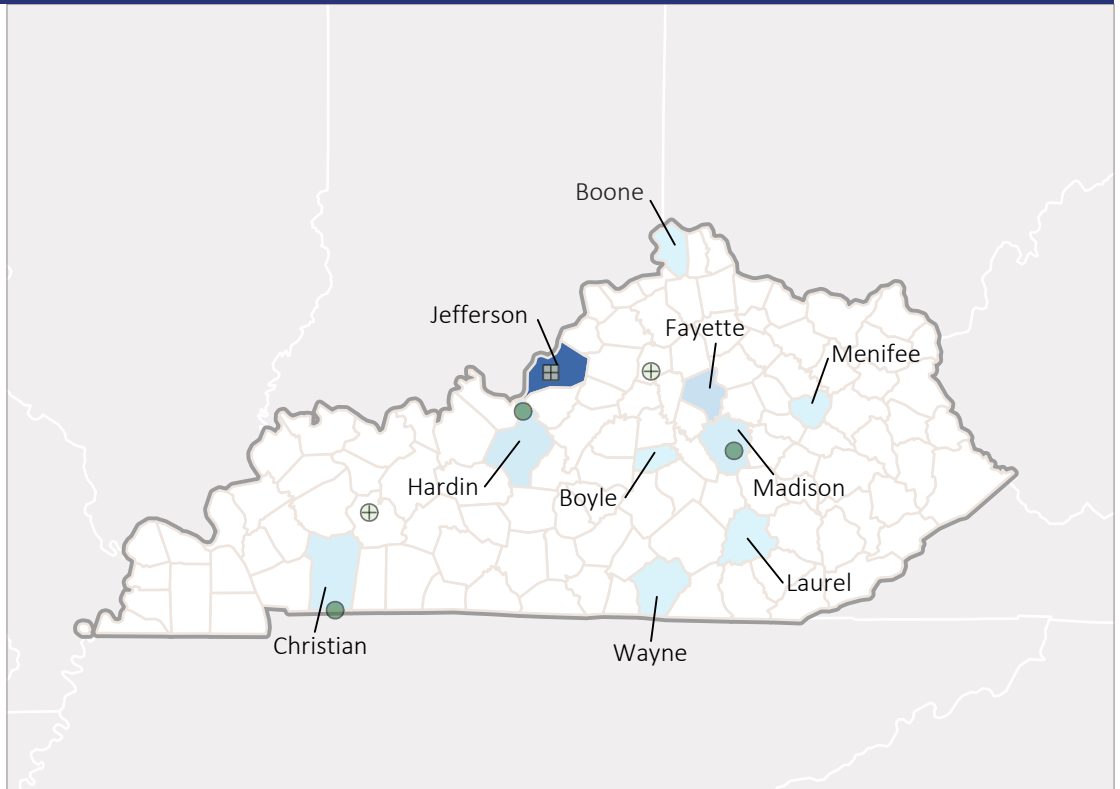 Boone
Jefferson
Fayette
Menifee
Hardin
Boyle
Madison
Laurel
Christian
Wayne